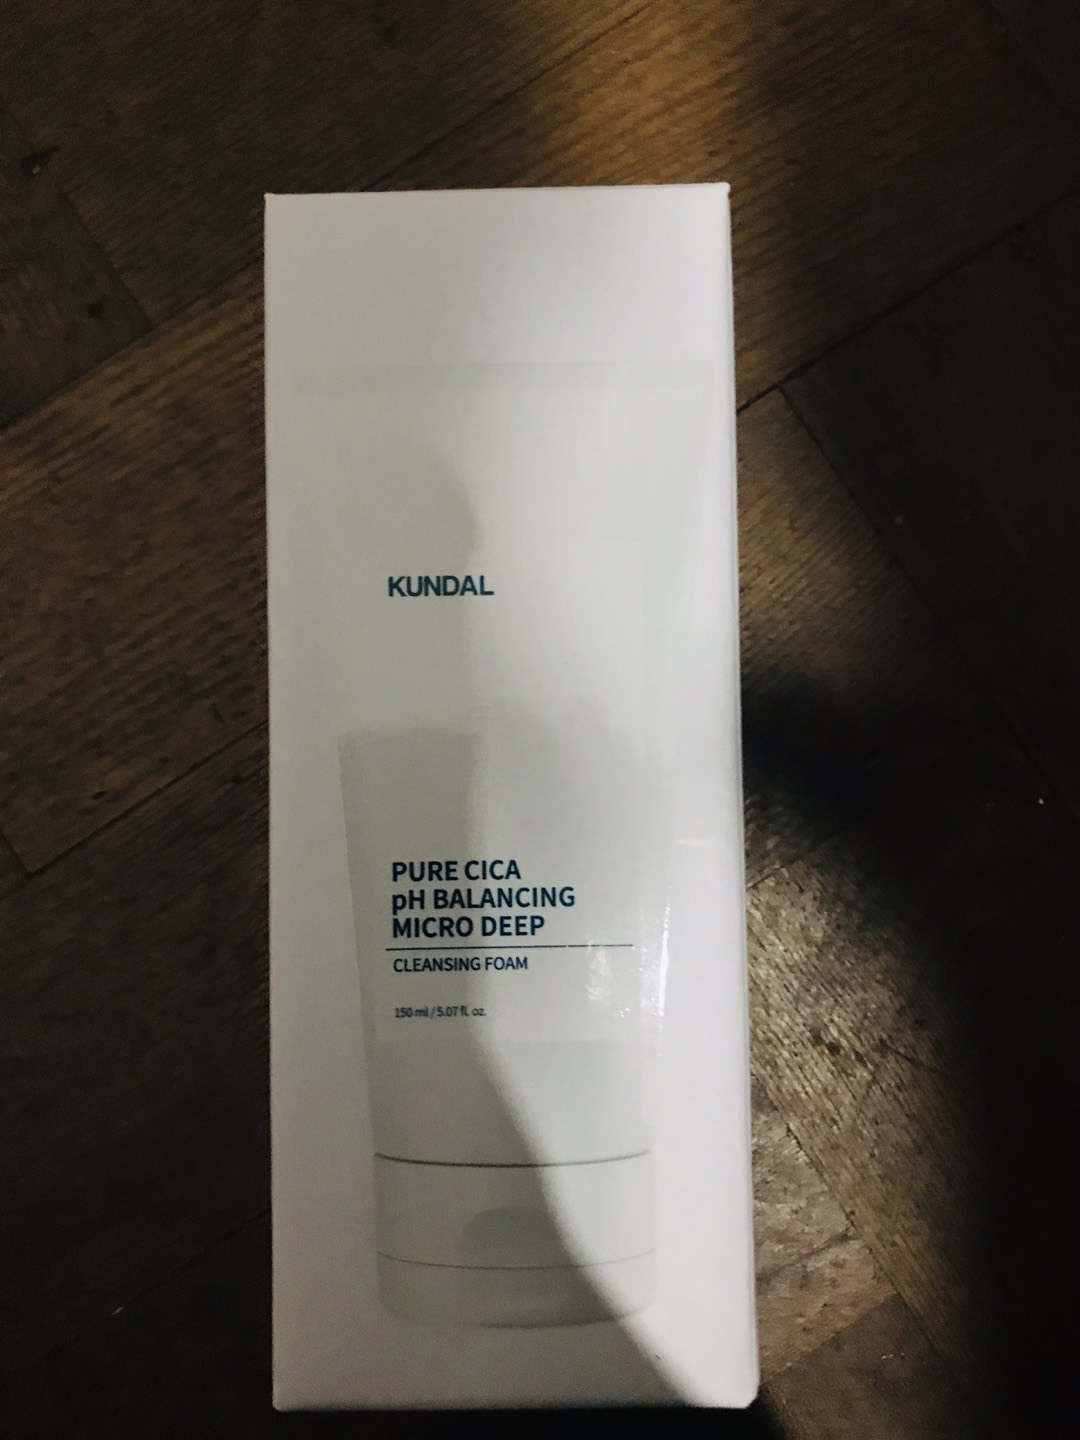 KUNDAL
PURE CICA
pH BALANCING
MICRO DEEP
CLEANSING FOAM
150 ml / 5.07 fl. oz.